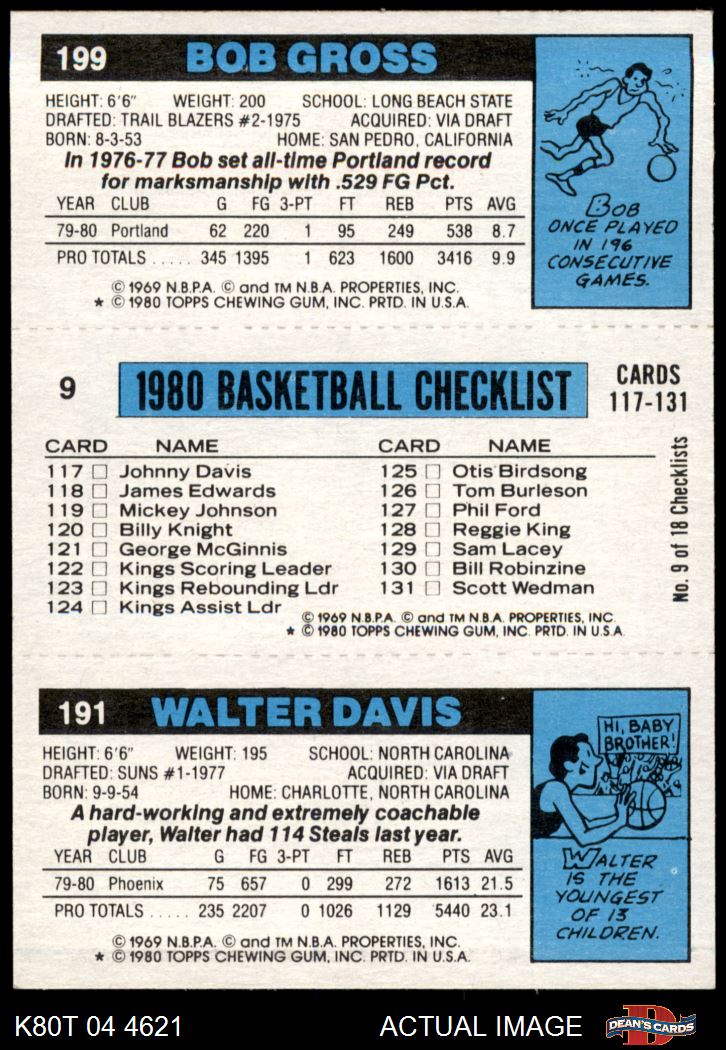 199 BOB GROSS
HEIGHT: 6'6" WEIGHT: 200 SCHOOL: LONG BEACH STATE
DRAFTED: TRAIL BLAZERS #2-1975 ACQUIRED: VIA DRAFT
BORN: 8-3-53 HOME: SAN PEDRO, CALIFORNIA
In 1976-77 Bob set all-time Portland record
for marksmanship with .529 FG Pct.
YEAR CLUB G FG 3-PT FT REB PTS AVG
79-80 Portland 62 220 1 95 249 538 8.7
PRO TOTALS ..... 345 1395 1 623 1600 3416 9.9
© 1969 N.B.P.A. © and TM N.B.A. PROPERTIES, INC.
* © 1980 TOPPS CHEWING GUM, INC. PRTD. IN U.S.A.
BOB
ONCE PLAYED
IN 196
CONSECUTIVE
GAMES.
9 1980 BASKETBALL CHECKLIST CARDS
117-131
CARD NAME CARD NAME
117 □ Johnny Davis 125 □ Otis Birdsong
118 □ James Edwards 126 □ Tom Burleson
119 □ Mickey Johnson 127 □ Phil Ford
120 □ Billy Knight 128 □ Reggie King
121 □ George McGinnis 129 □ Sam Lacey
122 □ Kings Scoring Leader 130 □ Bill Robinzine
123 □ Kings Rebounding Ldr 131 □ Scott Wedman
124 □ Kings Assist Ldr
© 1969 N.B.P.A. © and TM N.B.A. PROPERTIES, INC.
* © 1980 TOPPS CHEWING GUM, INC. PRTD. IN U.S.A.
No. 9 of 18 Checklists
191 WALTER DAVIS
HEIGHT: 6'6" WEIGHT: 195 SCHOOL: NORTH CAROLINA
DRAFTED: SUNS #1-1977 ACQUIRED: VIA DRAFT
BORN: 9-9-54 HOME: CHARLOTTE, NORTH CAROLINA
A hard-working and extremely coachable
player, Walter had 114 Steals last year.
YEAR CLUB G FG 3-PT FT REB PTS AVG
79-80 Phoenix 75 657 0 299 272 1613 21.5
PRO TOTALS ..... 235 2207 0 1026 1129 5440 23.1
© 1969 N.B.P.A. © and TM N.B.A. PROPERTIES, INC.
* © 1980 TOPPS CHEWING GUM, INC. PRTD. IN U.S.A.
HI, BABY
BROTHER!
WALTER
IS THE
YOUNGEST
OF 13
CHILDREN.
K80T 04 4621 ACTUAL IMAGE D DEAN'S CARDS